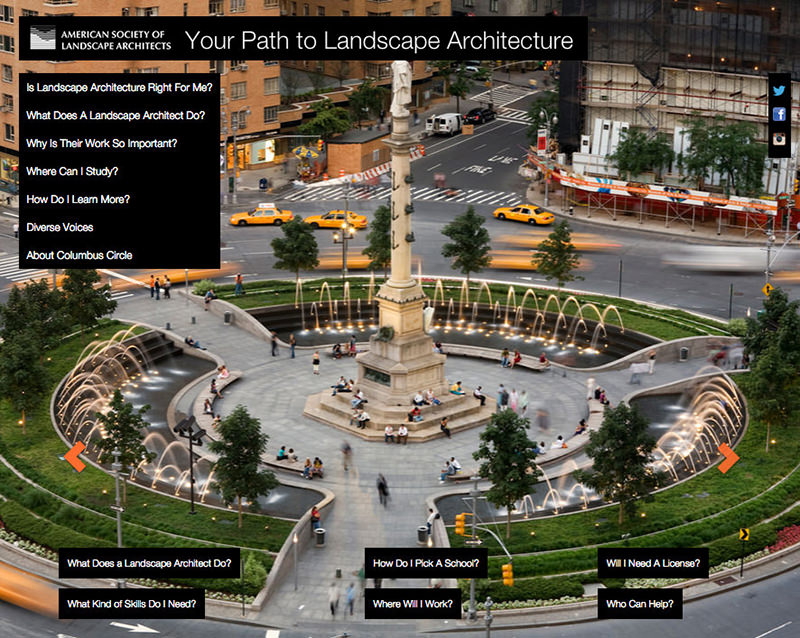 AMERICAN SOCIETY OF
LANDSCAPE ARCHITECTS
Your Path to Landscape Architecture
Is Landscape Architecture Right For Me?
What Does A Landscape Architect Do?
Why Is Their Work So Important?
Where Can I Study?
How Do I Learn More?
Diverse Voices
About Columbus Circle
LANE
FIRE
What Does a Landscape Architect Do?
How Do I Pick A School?
Will I Need A License?
What Kind of Skills Do I Need?
Where Will I Work?
Who Can Help?